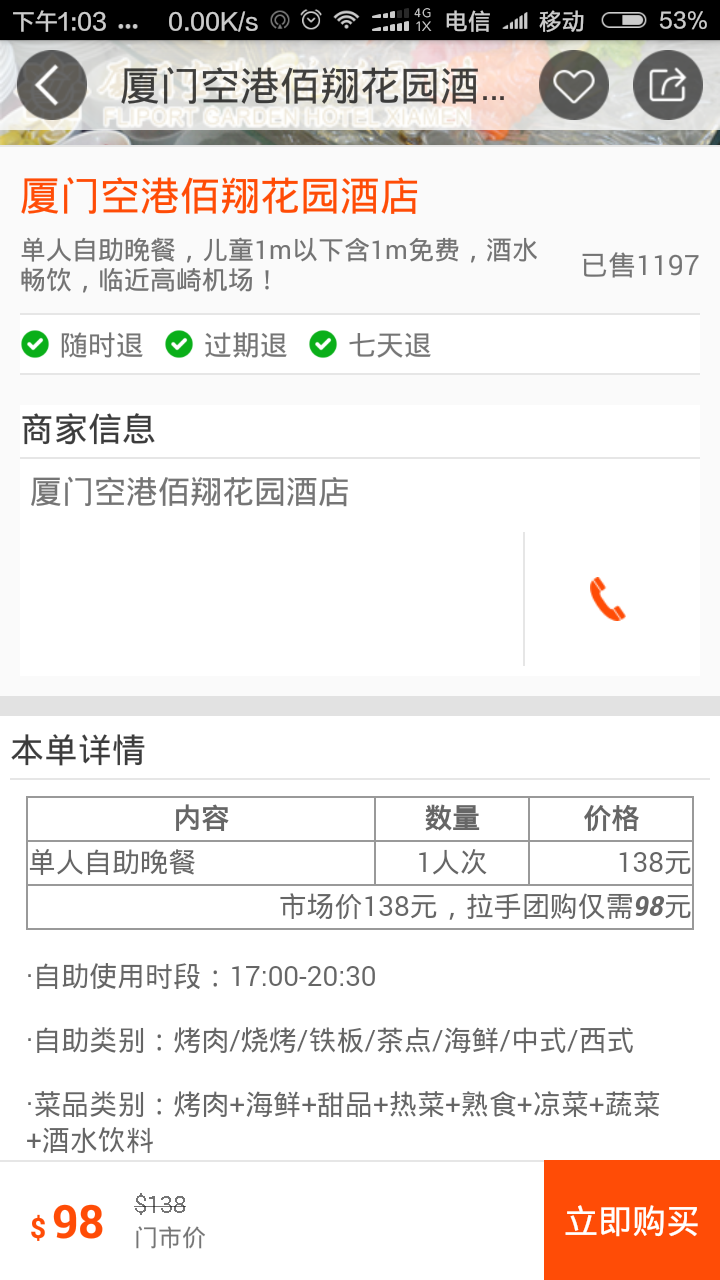 下午1:03 ... 0.00K/s 4G 1X 电信 移动 53%
厦门空港佰翔花园酒...
FLIPORT GARDEN HOTEL XIAMEN
厦门空港佰翔花园酒店
单人自助晚餐，儿童1m以下含1m免费，酒水
畅饮，临近高崎机场！
已售1197
随时退 过期退 七天退
商家信息
厦门空港佰翔花园酒店
本单详情
内容 数量 价格
单人自助晚餐 1人次 138元
市场价138元，拉手团购仅需98元
·自助使用时段：17:00-20:30
·自助类别：烤肉/烧烤/铁板/茶点/海鲜/中式/西式
·菜品类别：烤肉+海鲜+甜品+热菜+熟食+凉菜+蔬菜
+酒水饮料
$98
$138
门市价
立即购买